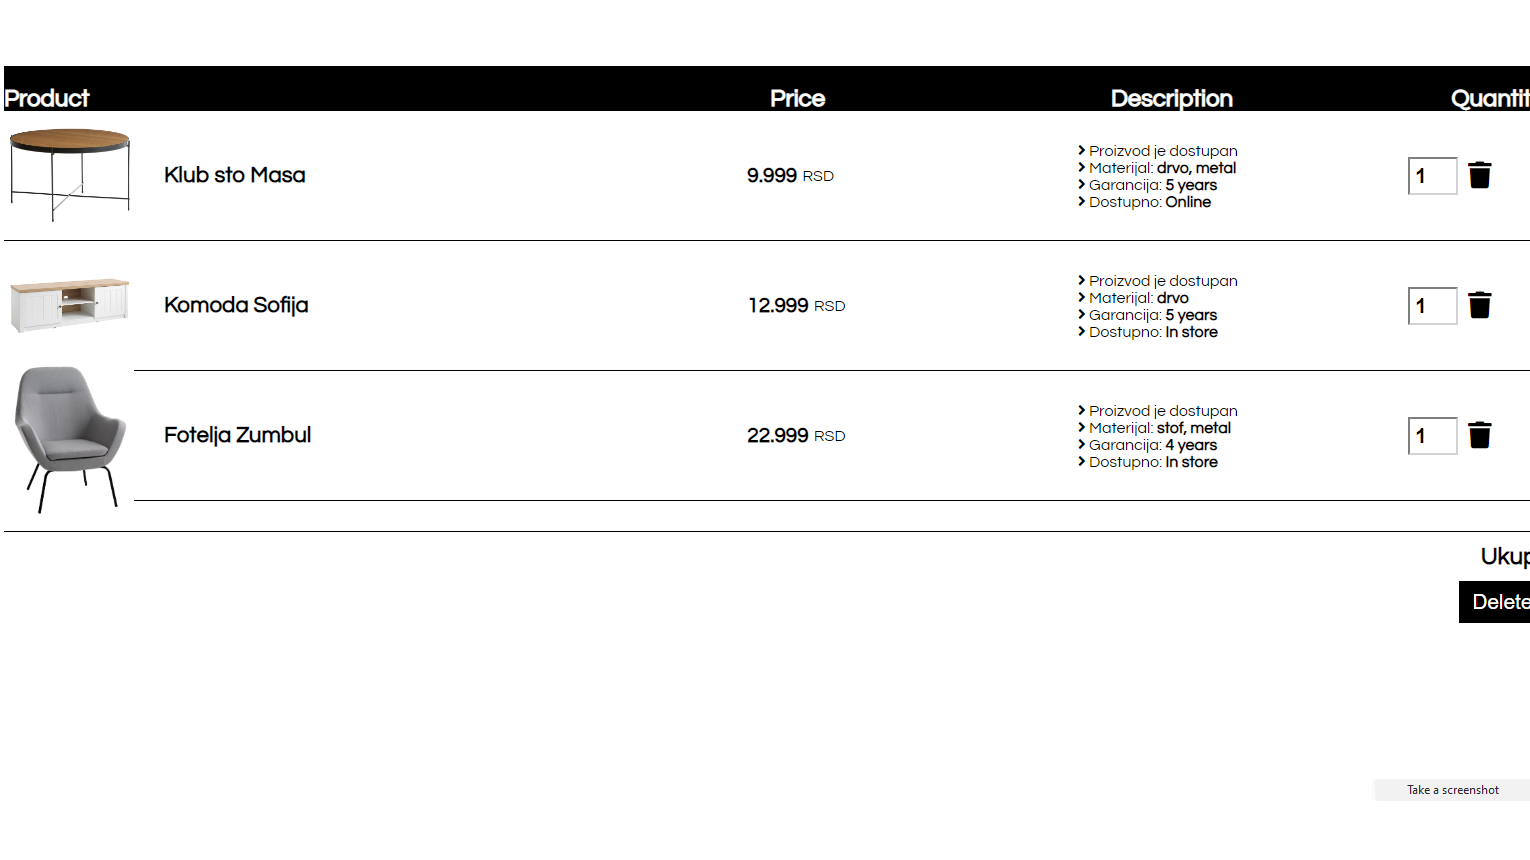 Product Price Description Quantit
Klub sto Masa
9.999 RSD
Proizvod je dostupan
Materijal: drvo, metal
Garancija: 5 years
Dostupno: Online
1
Komoda Sofija
12.999 RSD
Proizvod je dostupan
Materijal: drvo
Garancija: 5 years
Dostupno: In store
1
Fotelja Zumbul
22.999 RSD
Proizvod je dostupan
Materijal: stof, metal
Garancija: 4 years
Dostupno: In store
1
Ukup
Delete
Take a screenshot